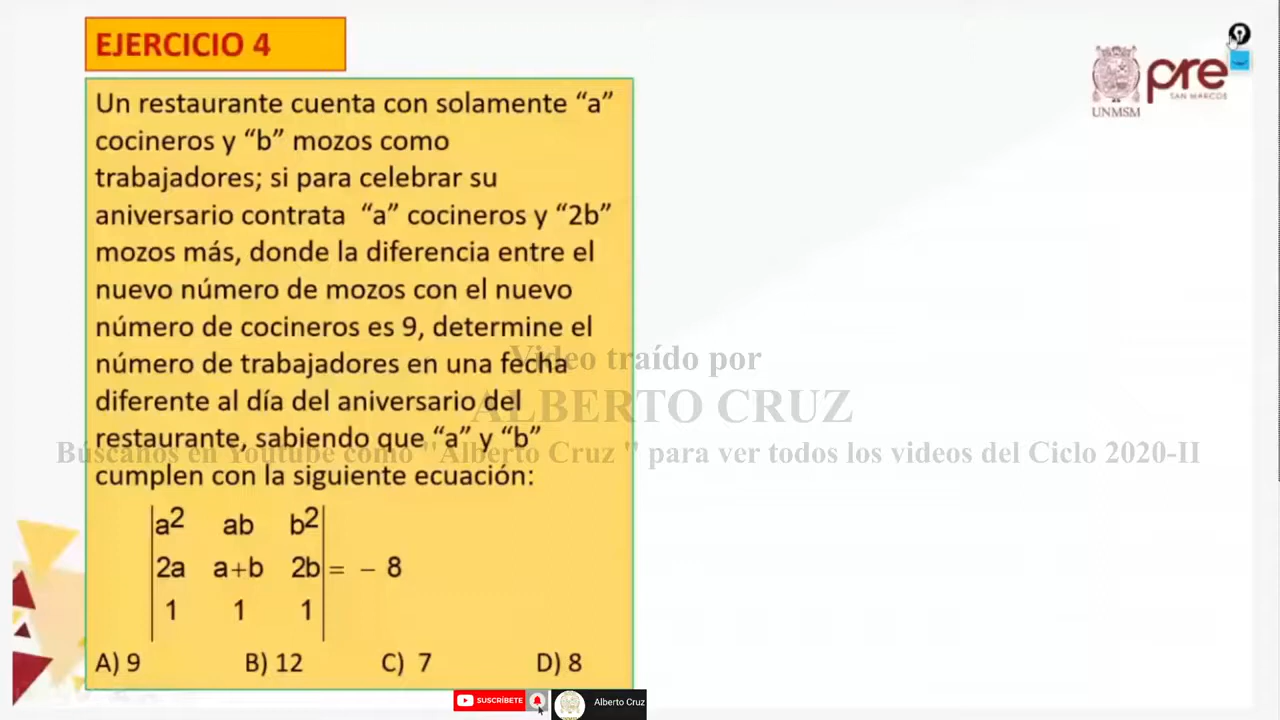 EJERCICIO 4
Un restaurante cuenta con solamente “a”
cocineros y “b” mozos como
trabajadores; si para celebrar su
aniversario contrata “a” cocineros y “2b”
mozos más, donde la diferencia entre el
nuevo número de mozos con el nuevo
número de cocineros es 9, determine el
número de trabajadores en una fecha
diferente al día del aniversario del
restaurante, sabiendo que “a” y “b”
cumplen con la siguiente ecuación:
a² ab b²
2a a+b 2b = – 8
1 1 1
A) 9 B) 12 C) 7 D) 8
UNMSM
pre
SAN MARCOS
Video traído por
ALBERTO CRUZ
Búscanos en Youtube como ''Alberto Cruz '' para ver todos los videos del Ciclo 2020-II
SUSCRÍBETE
Alberto Cruz